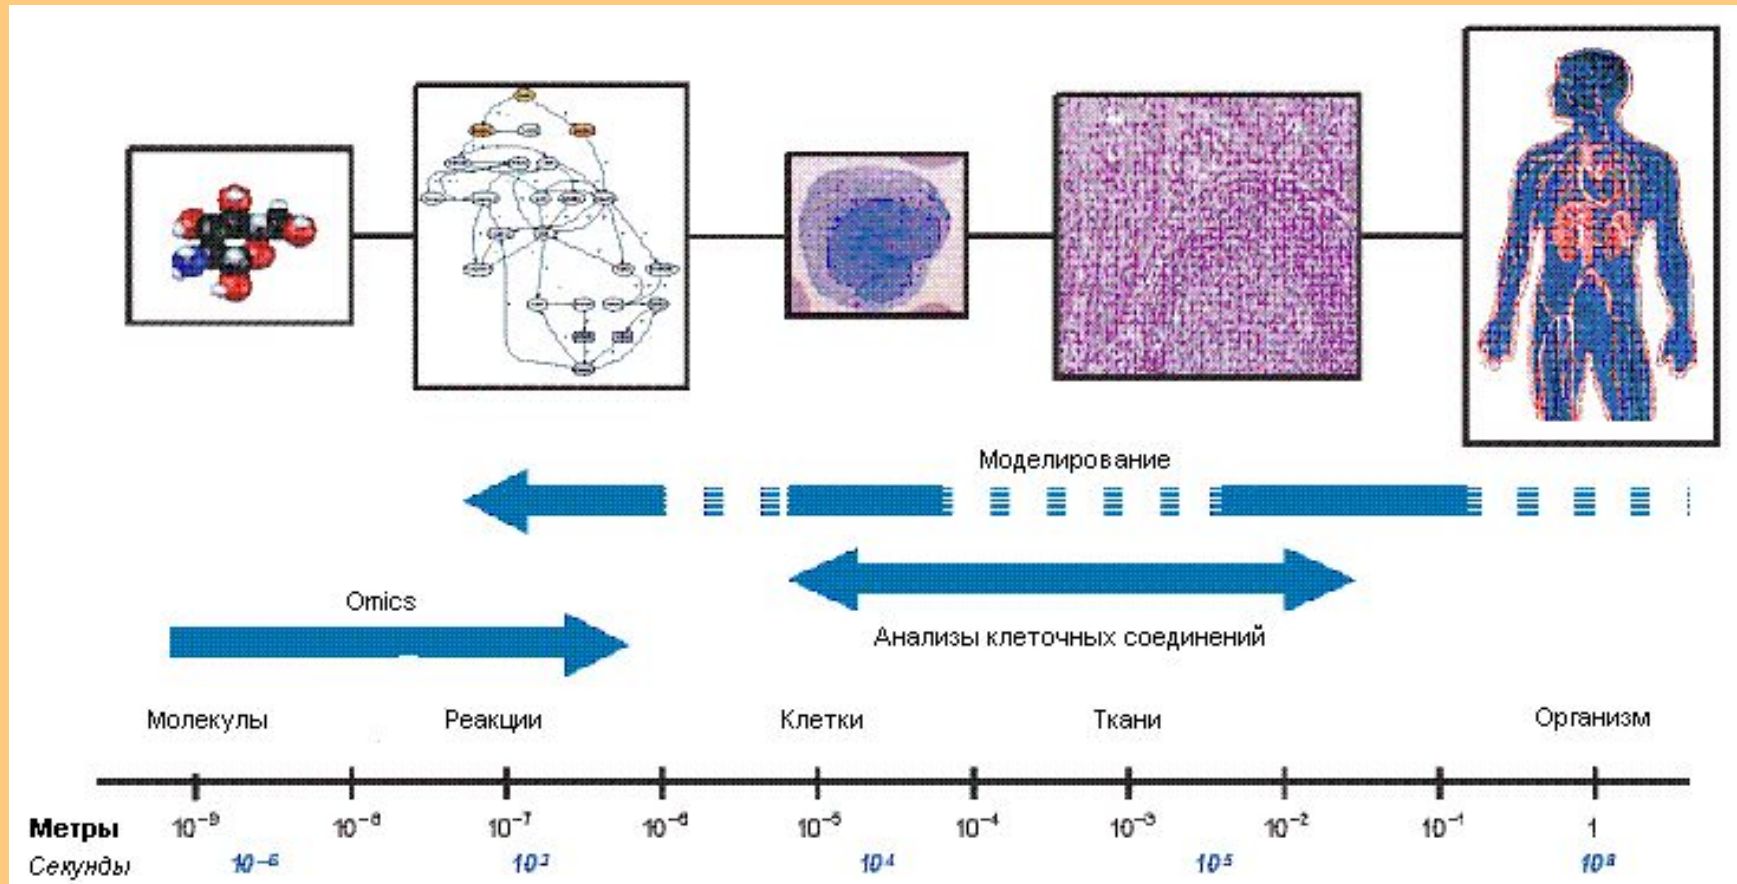 Моделирование
Omics
Анализы клеточных соединений
Молекулы Реакции Клетки Ткани Организм
Метры 10⁻⁹ 10⁻⁸ 10⁻⁷ 10⁻⁶ 10⁻⁵ 10⁻⁴ 10⁻³ 10⁻² 10⁻¹ 1
Секунды 10⁻⁶ 10³ 10⁴ 10⁵ 10⁸